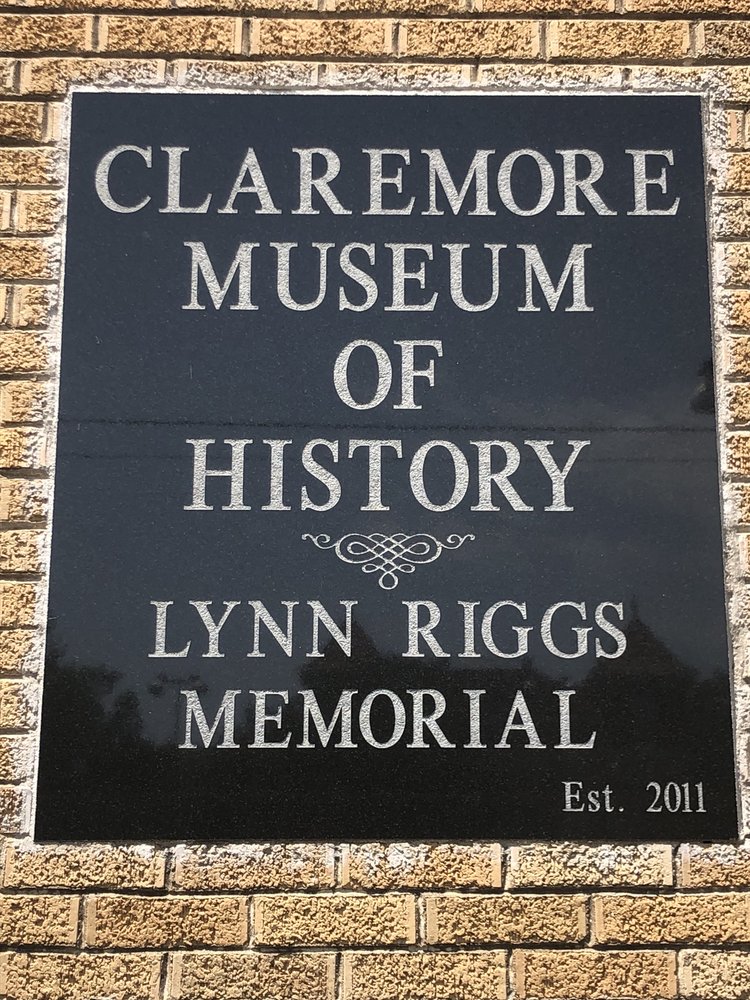 CLAREMORE
MUSEUM
OF
HISTORY
LYNN RIGGS
MEMORIAL
Est. 2011